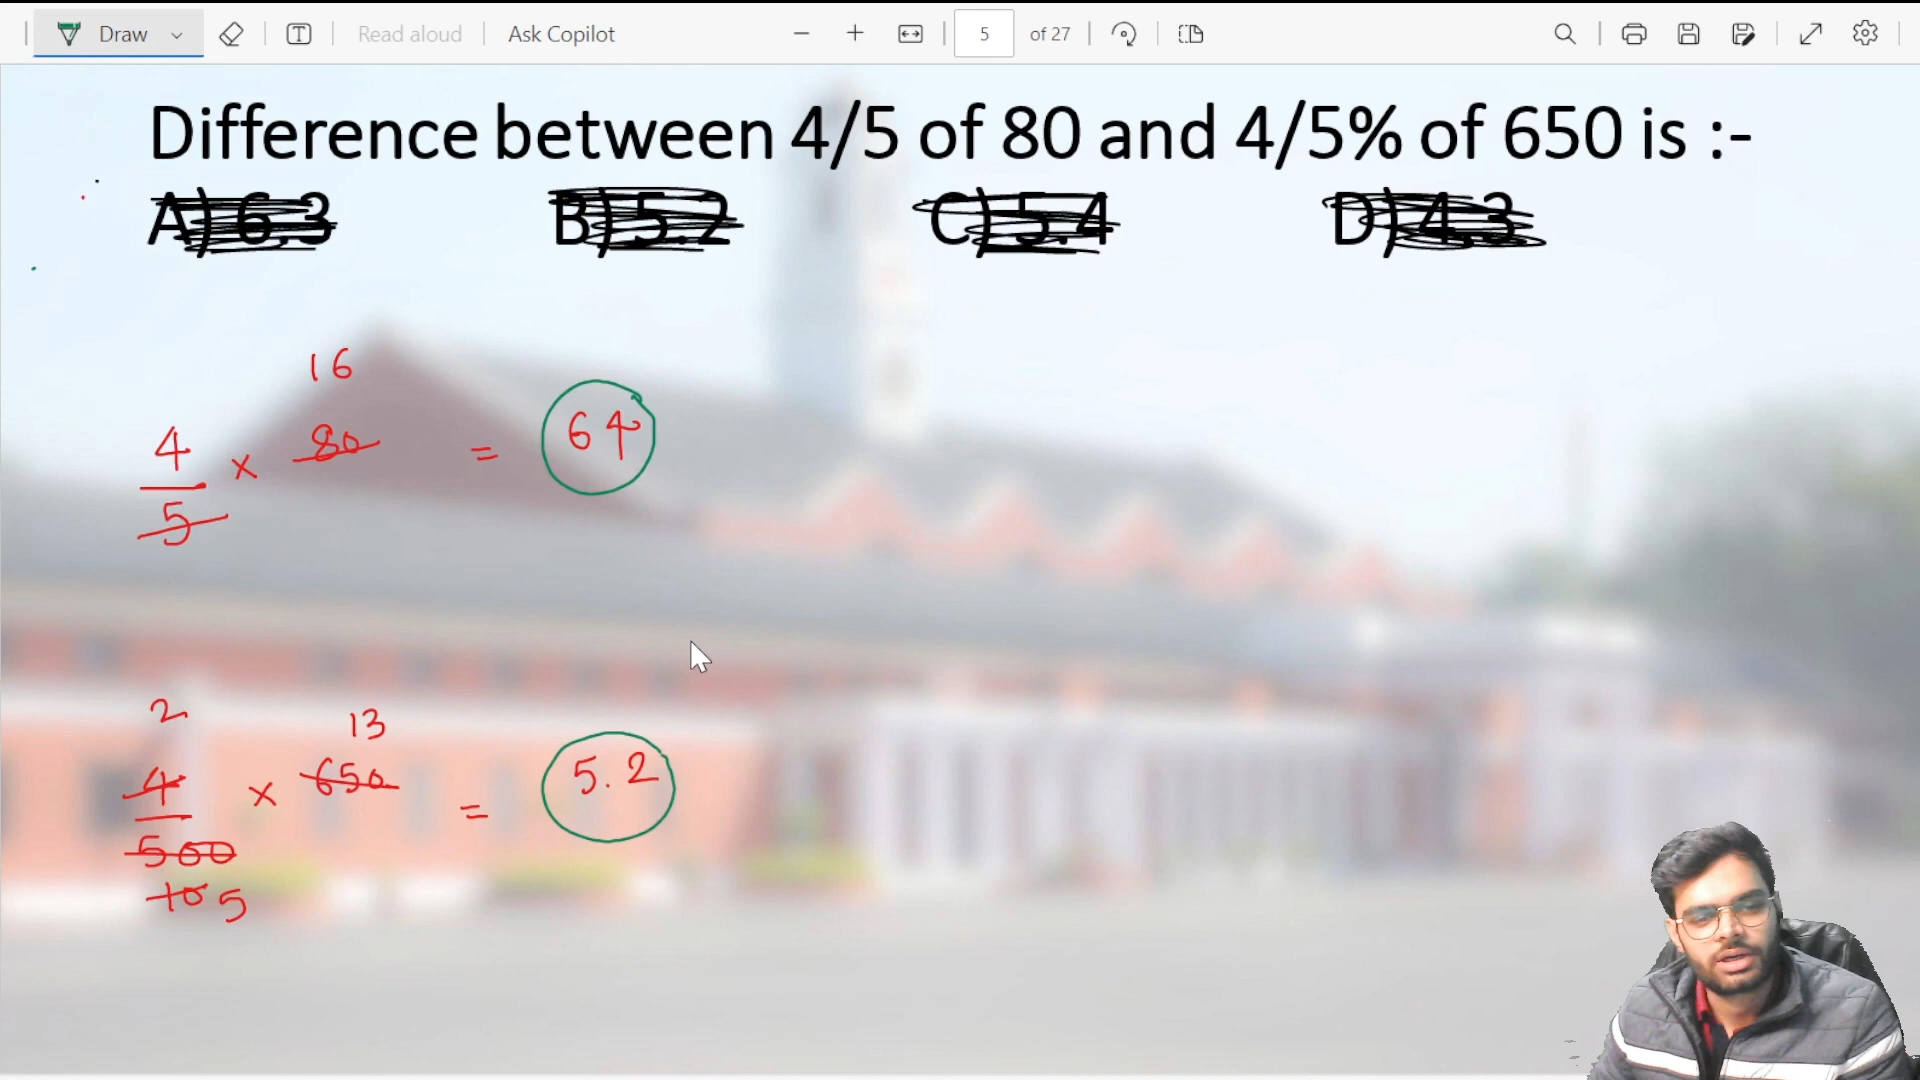 Draw
Read aloud
Ask Copilot
5 of 27
Difference between 4/5 of 80 and 4/5% of 650 is :-
A) 6.3 B) 5.2 C) 5.4 D) 4.3
16
4 × 80 = 64
5
2 13
4 × 650 = 5.2
500
10 5